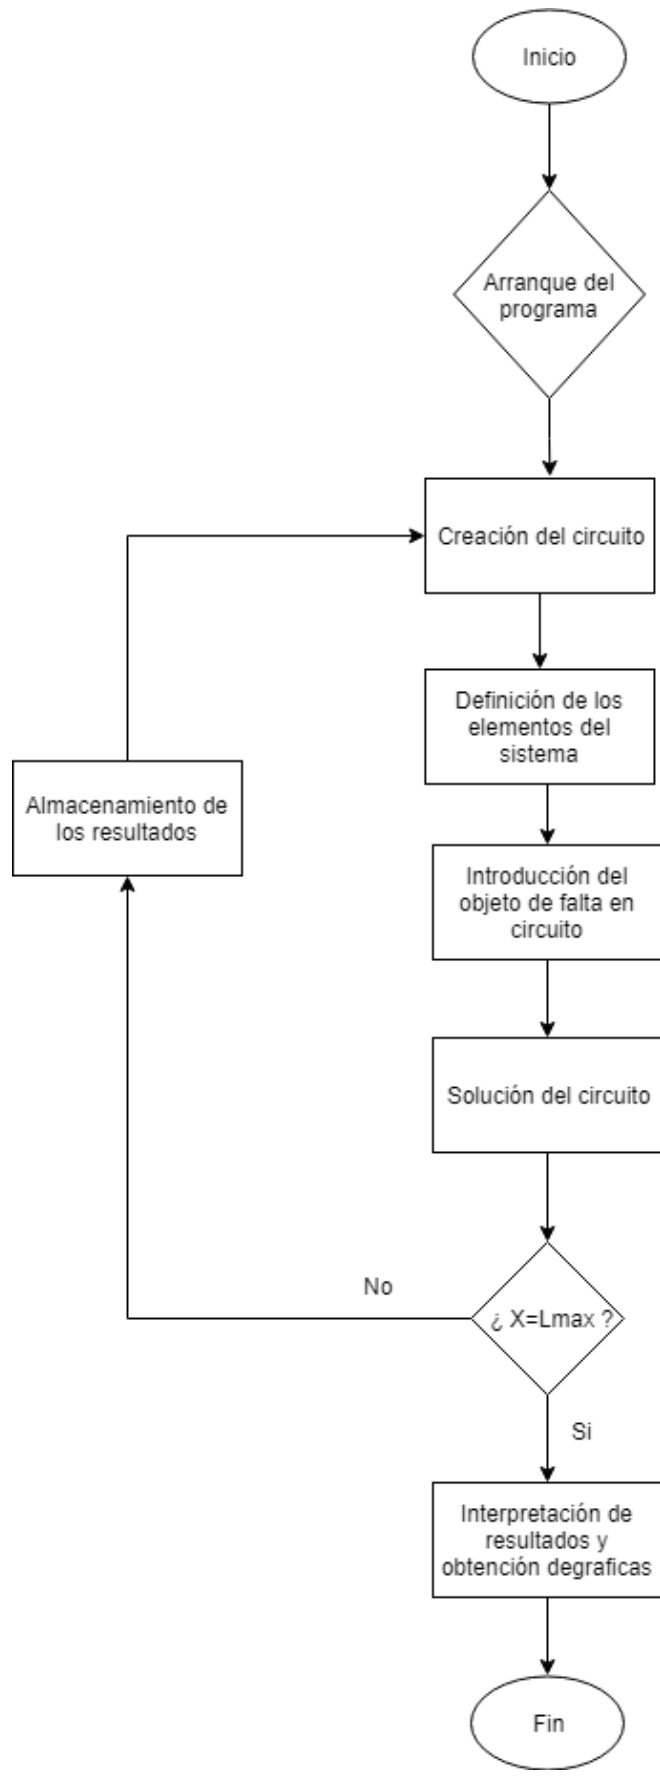 Inicio
Arranque del
programa
Creación del circuito
Definición de los
elementos del
sistema
Almacenamiento de
los resultados
Introducción del
objeto de falta en
circuito
Solución del circuito
No
¿ X=Lmax ?
Si
Interpretación de
resultados y
obtención degraficas
Fin